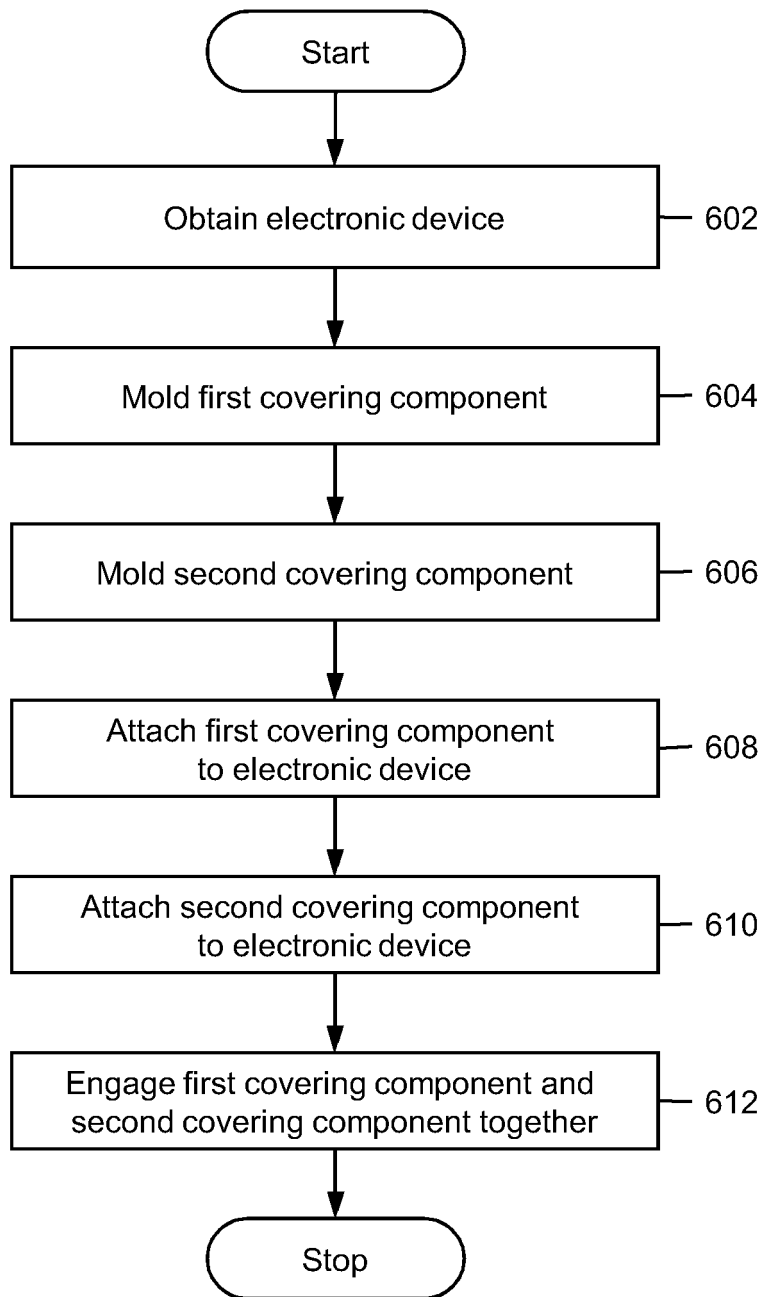 Start
Obtain electronic device
602
Mold first covering component
604
Mold second covering component
606
Attach first covering component
to electronic device
608
Attach second covering component
to electronic device
610
Engage first covering component and
second covering component together
612
Stop